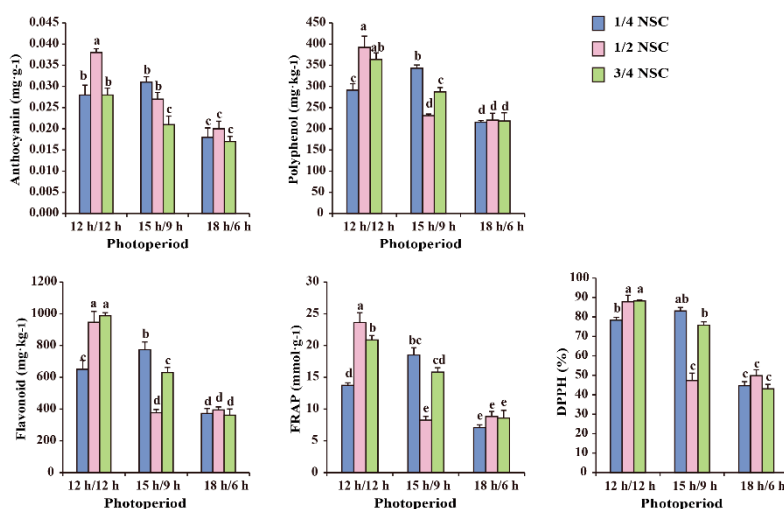 1/4 NSC
1/2 NSC
3/4 NSC
Anthocyanin (mg·g-1)
0.045
0.040
0.035
0.030
0.025
0.020
0.015
0.010
0.005
0.000
b a b b b c c c c
12 h/12 h 15 h/9 h 18 h/6 h
Photoperiod
Polyphenol (mg·kg-1)
450
400
350
300
250
200
150
100
50
0
c a ab b d c d d d
12 h/12 h 15 h/9 h 18 h/6 h
Photoperiod
Flavonoid (mg·kg-1)
1200
1000
800
600
400
200
0
c a a b d c d d d
12 h/12 h 15 h/9 h 18 h/6 h
Photoperiod
FRAP (mmol·g-1)
30
25
20
15
10
5
0
d a b bc e cd e e e
12 h/12 h 15 h/9 h 18 h/6 h
Photoperiod
DPPH (%)
100
90
80
70
60
50
40
30
20
10
0
b a a ab c b c c c
12 h/12 h 15 h/9 h 18 h/6 h
Photoperiod